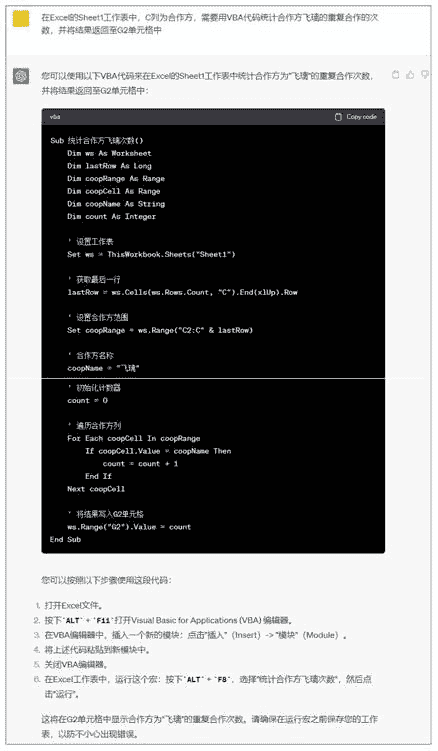 在Excel的Sheet1工作表中，C列为合作方，需要用VBA代码统计合作方飞璃的重复合作的次
数，并将结果返回至G2单元格中
您可以使用以下VBA代码来在Excel的Sheet1工作表中统计合作方为"飞璃"的重复合作次数，
并将结果返回至G2单元格中：
vba
Copy code
Sub 统计合作方飞璃次数()
Dim ws As Worksheet
Dim lastRow As Long
Dim coopRange As Range
Dim coopCell As Range
Dim coopName As String
Dim count As Integer
' 设置工作表
Set ws = ThisWorkbook.Sheets("Sheet1")
' 获取最后一行
lastRow = ws.Cells(ws.Rows.Count, "C").End(xlUp).Row
' 设置合作方范围
Set coopRange = ws.Range("C2:C" & lastRow)
' 合作方名称
coopName = "飞璃"
' 初始化计数器
count = 0
' 遍历合作方列
For Each coopCell In coopRange
If coopCell.Value = coopName Then
count = count + 1
End If
Next coopCell
' 将结果写入G2单元格
ws.Range("G2").Value = count
End Sub
您可以按照以下步骤使用这段代码：
1. 打开Excel文件。
2. 按下`ALT` + `F11`打开Visual Basic for Applications (VBA) 编辑器。
3. 在VBA编辑器中，插入一个新的模块：点击"插入"（Insert）-> "模块"（Module）。
4. 将上述代码粘贴到新模块中。
5. 关闭VBA编辑器。
6. 在Excel工作表中，运行这个宏：按下`ALT` + `F8`，选择"统计合作方飞璃次数"，然后点
击"运行"。
这将在G2单元格中显示合作方为"飞璃"的重复合作次数。请确保在运行宏之前保存您的工作
表，以防不小心出现错误。